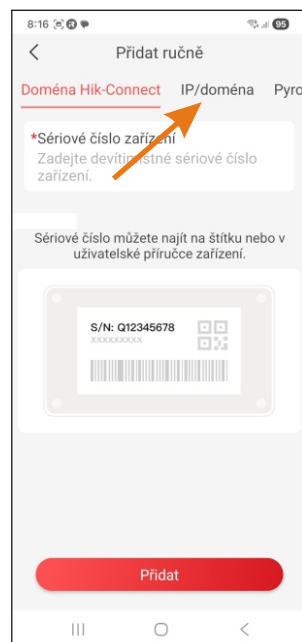 8:16
95
Přidat ručně
Doména Hik-Connect IP/doména Pyro
*Sériové číslo zařízení
Zadejte devítimístné sériové číslo
zařízení.
Sériové číslo můžete najít na štítku nebo v
uživatelské příručce zařízení.
S/N: Q12345678
XXXXXXXXX
Přidat